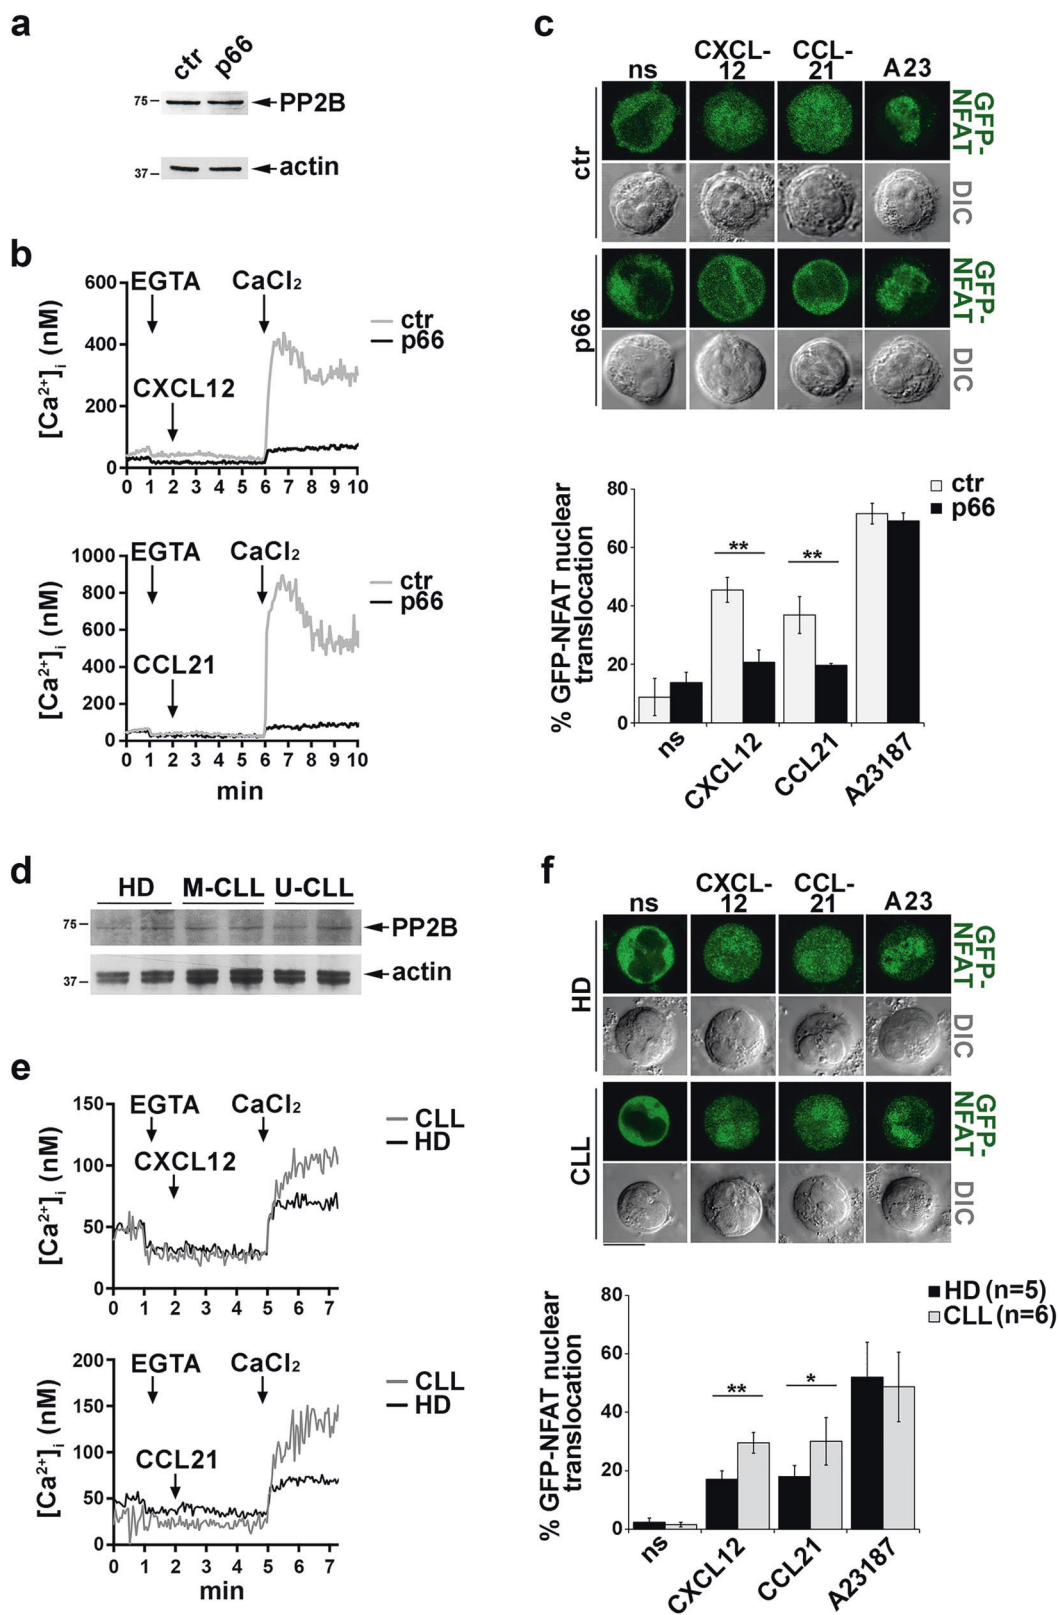 a
ctr p66
75
PP2B
37
actin
b
600
400
200
0
[Ca²⁺]ᵢ (nM)
EGTA
CaCl₂
CXCL12
ctr
p66
0 1 2 3 4 5 6 7 8 9 10
1000
800
600
400
200
0
[Ca²⁺]ᵢ (nM)
EGTA
CaCl₂
CCL21
ctr
p66
0 1 2 3 4 5 6 7 8 9 10
min
c
ns
CXCL-
12
CCL-
21
A23
ctr
GFP-
NFAT
DIC
p66
GFP-
NFAT
DIC
% GFP-NFAT nuclear
translocation
80
60
40
20
0
**
**
ctr
p66
ns
CXCL12
CCL21
A23187
d
HD M-CLL U-CLL
75
PP2B
37
actin
e
150
100
50
0
[Ca²⁺]ᵢ (nM)
EGTA
CaCl₂
CXCL12
CLL
HD
0 1 2 3 4 5 6 7
200
150
100
50
0
[Ca²⁺]ᵢ (nM)
EGTA
CaCl₂
CCL21
CLL
HD
0 1 2 3 4 5 6 7
min
f
ns
CXCL-
12
CCL-
21
A23
HD
GFP-
NFAT
DIC
CLL
GFP-
NFAT
DIC
% GFP-NFAT nuclear
translocation
80
60
40
20
0
**
*
HD (n=5)
CLL (n=6)
ns
CXCL12
CCL21
A23187